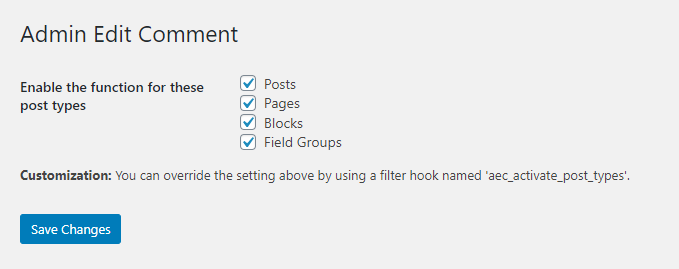 Admin Edit Comment
Enable the function for these
post types
Posts
Pages
Blocks
Field Groups
Customization: You can override the setting above by using a filter hook named 'aec_activate_post_types'.
Save Changes